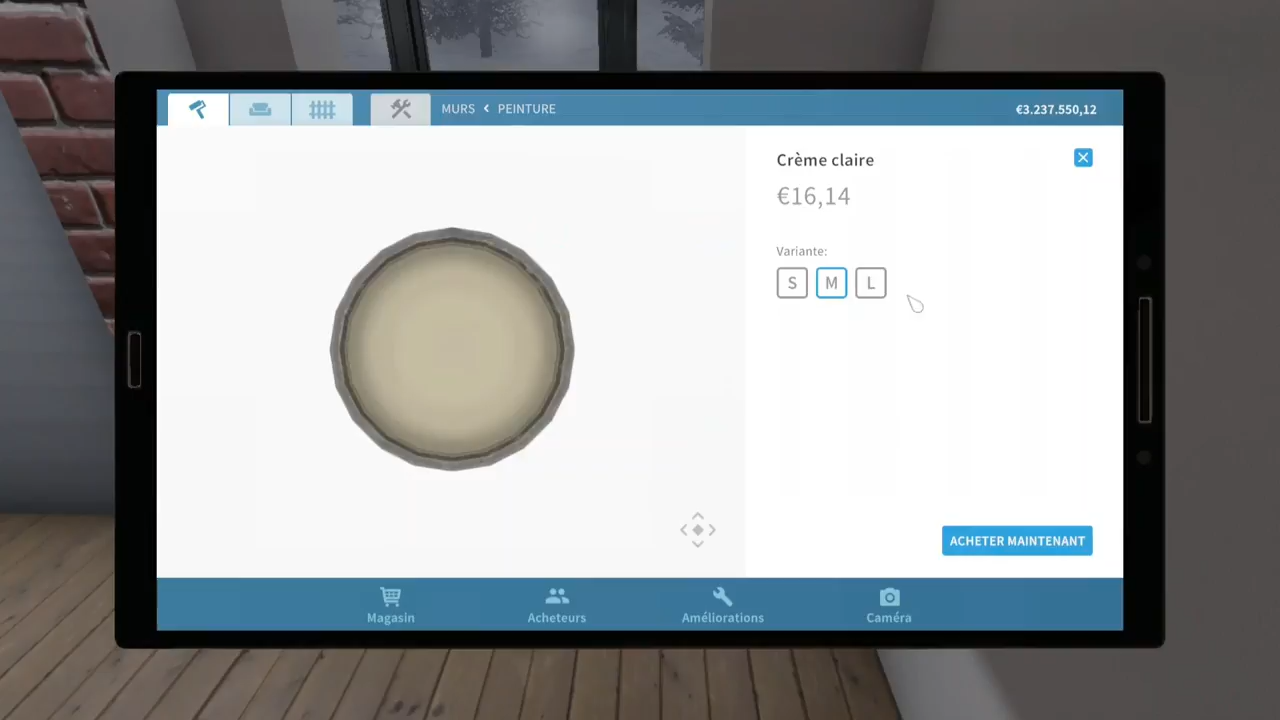 MURS < PEINTURE
€3.237.550,12
Crème claire
€16,14
Variante:
S M L
ACHETER MAINTENANT
Magasin Acheteurs Améliorations Caméra